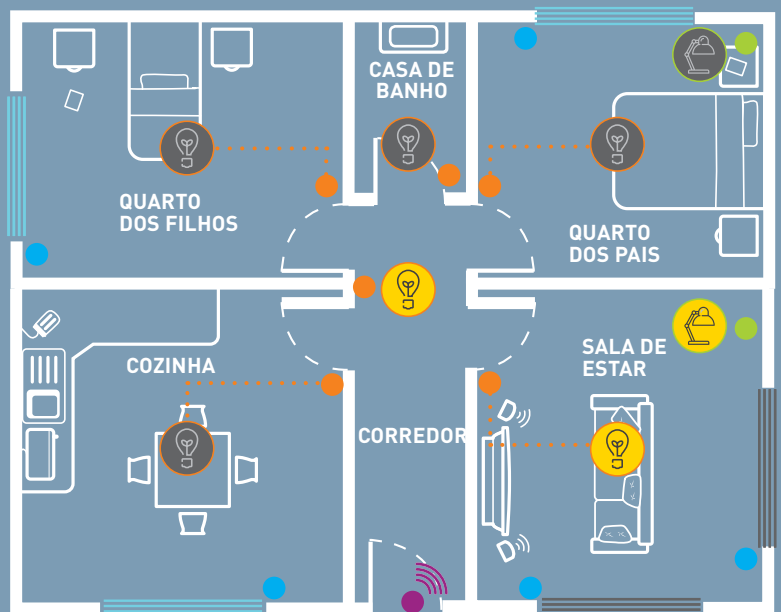 CASA DE
BANHO
QUARTO
DOS FILHOS
QUARTO
DOS PAIS
COZINHA
SALA DE
ESTAR
CORREDOR